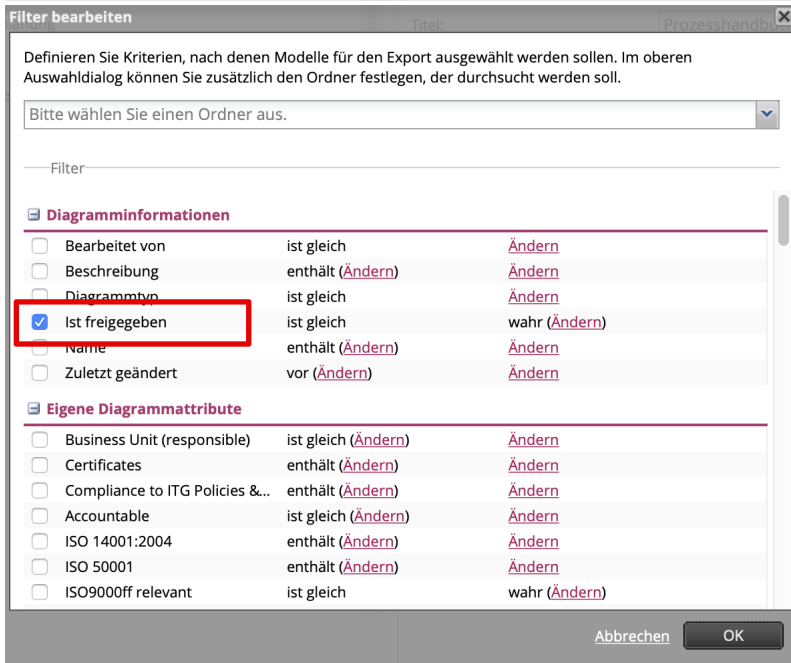 Filter bearbeiten
Titel:
Prozesshandbu
Definieren Sie Kriterien, nach denen Modelle für den Export ausgewählt werden sollen. Im oberen
Auswahldialog können Sie zusätzlich den Ordner festlegen, der durchsucht werden soll.
Bitte wählen Sie einen Ordner aus.
Filter
Diagramminformationen
Bearbeitet von ist gleich Ändern
Beschreibung enthält (Ändern) Ändern
Diagrammtyp ist gleich Ändern
Ist freigegeben ist gleich wahr (Ändern)
Name enthält (Ändern) Ändern
Zuletzt geändert vor (Ändern) Ändern
Eigene Diagrammattribute
Business Unit (responsible) ist gleich (Ändern) Ändern
Certificates enthält (Ändern) Ändern
Compliance to ITG Policies &... enthält (Ändern) Ändern
Accountable ist gleich (Ändern) Ändern
ISO 14001:2004 enthält (Ändern) Ändern
ISO 50001 enthält (Ändern) Ändern
ISO9000ff relevant ist gleich wahr (Ändern)
Abbrechen OK